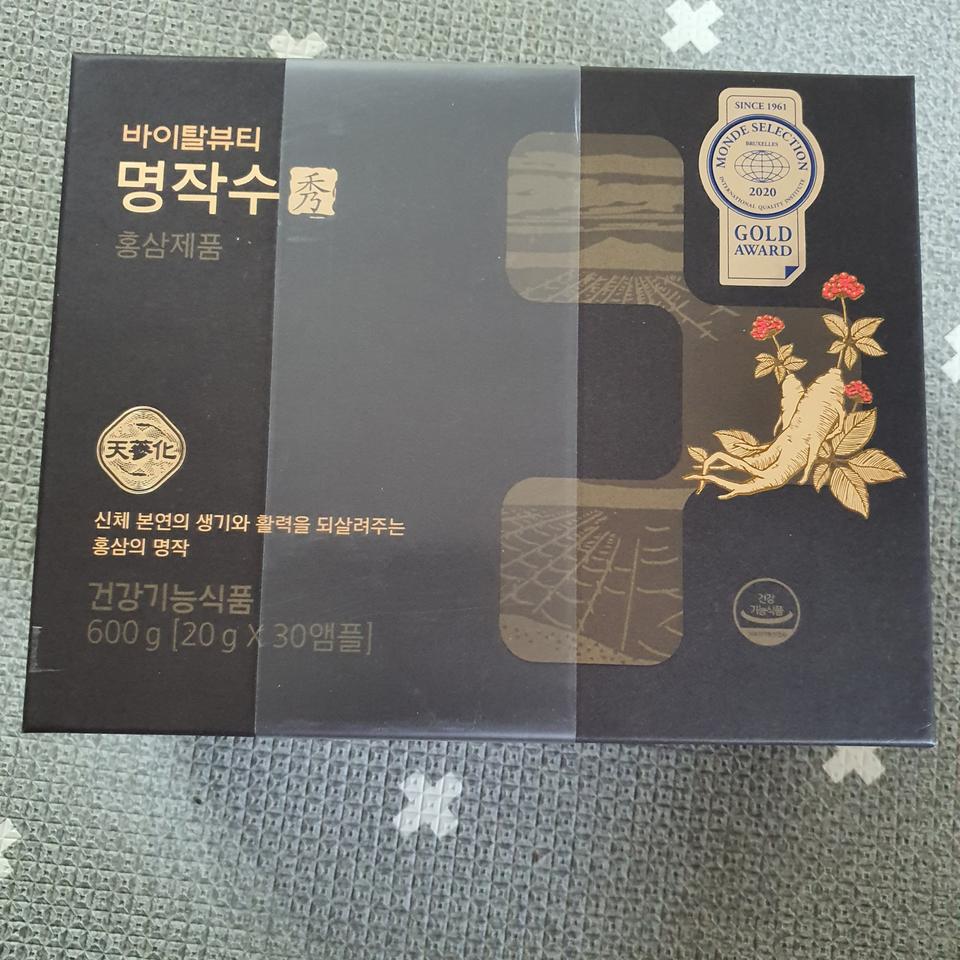 바이탈뷰티
명작수 秀
홍삼제품
天蔘化
신체 본연의 생기와 활력을 되살려주는
홍삼의 명작
건강기능식품
600 g [20 g X 30앰플]
SINCE 1961
MONDE SELECTION
BRUXELLES
INTERNATIONAL QUALITY INSTITUTE
2020
GOLD
AWARD
건강
기능식품